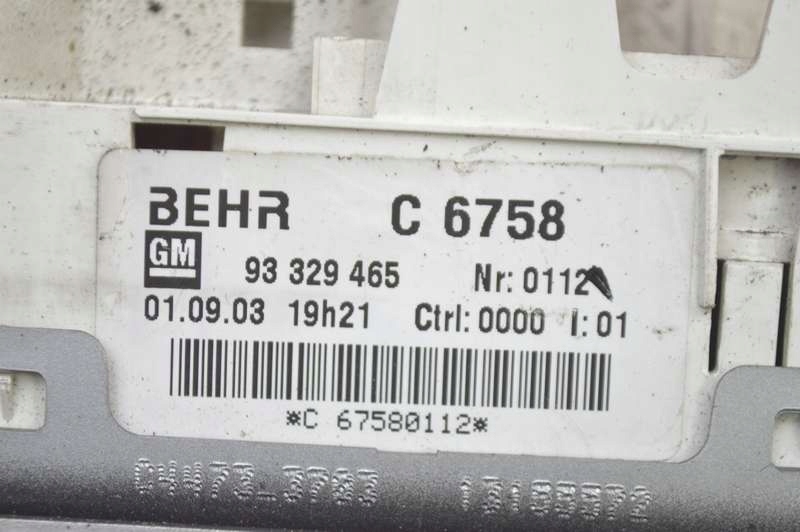 BEHR C 6758
GM 93 329 465 Nr: 0112
01.09.03 19h21 Ctrl: 0000 I: 01
*C 67580112*